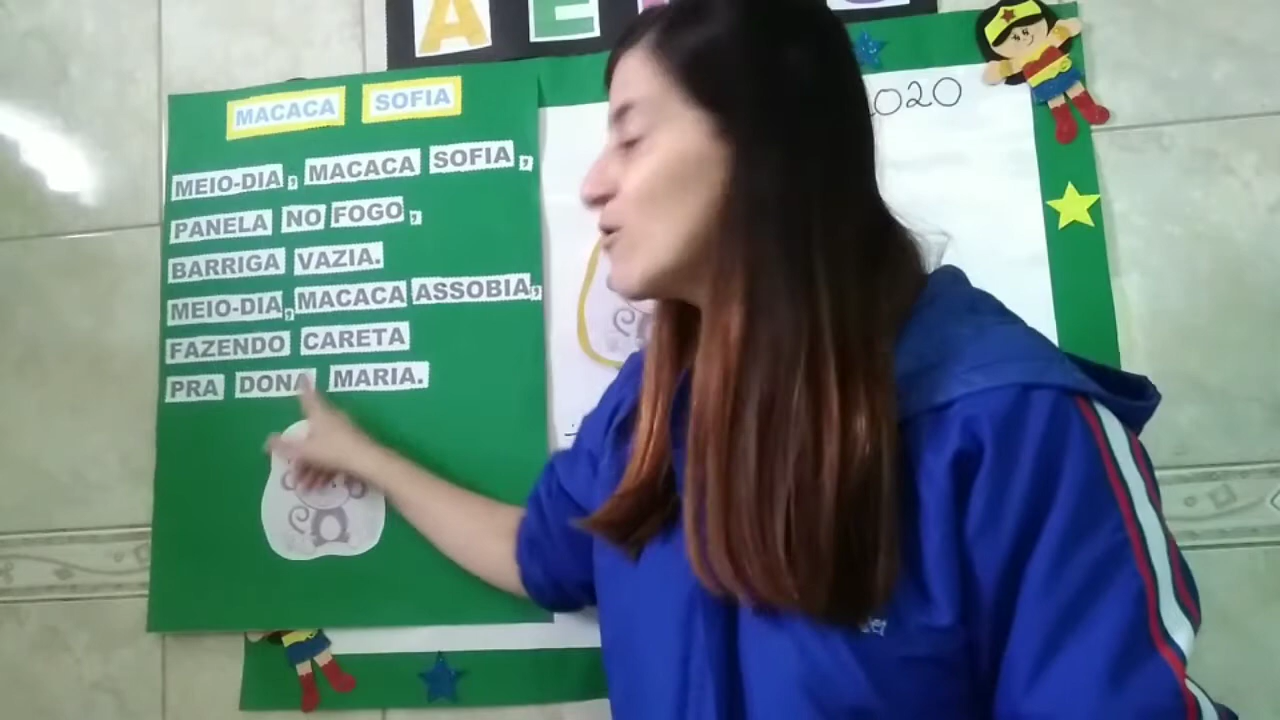 A E
MACACA SOFIA
MEIO-DIA, MACACA SOFIA,
PANELA NO FOGO,
BARRIGA VAZIA.
MEIO-DIA, MACACA ASSOBIA,
FAZENDO CARETA
PRA DONA MARIA.
2020